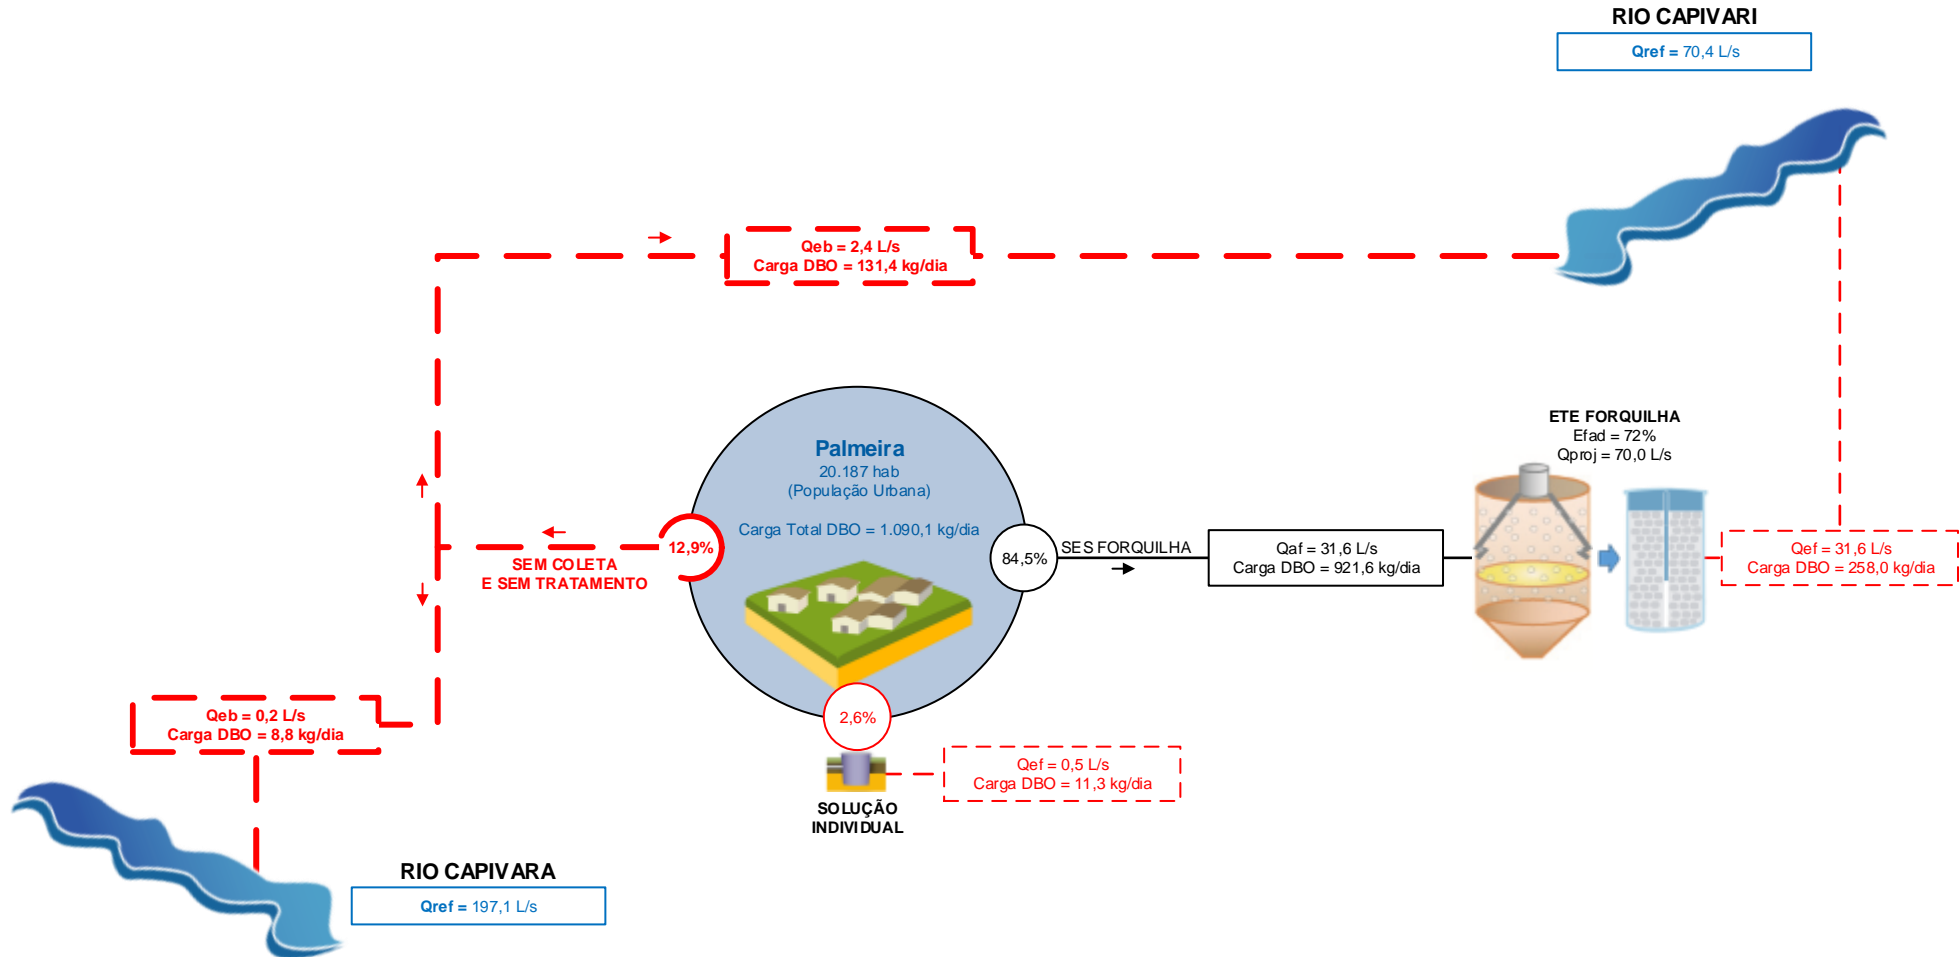 RIO CAPIVARI
Qref = 70,4 L/s
Qeb = 2,4 L/s
Carga DBO = 131,4 kg/dia
Palmeira
20.187 hab
(População Urbana)
Carga Total DBO = 1.090,1 kg/dia
12,9%
SEM COLETA
E SEM TRATAMENTO
84,5%
SES FORQUILHA
Qaf = 31,6 L/s
Carga DBO = 921,6 kg/dia
ETE FORQUILHA
Efad = 72%
Qproj = 70,0 L/s
Qef = 31,6 L/s
Carga DBO = 258,0 kg/dia
2,6%
SOLUÇÃO
INDIVIDUAL
Qef = 0,5 L/s
Carga DBO = 11,3 kg/dia
Qeb = 0,2 L/s
Carga DBO = 8,8 kg/dia
RIO CAPIVARA
Qref = 197,1 L/s